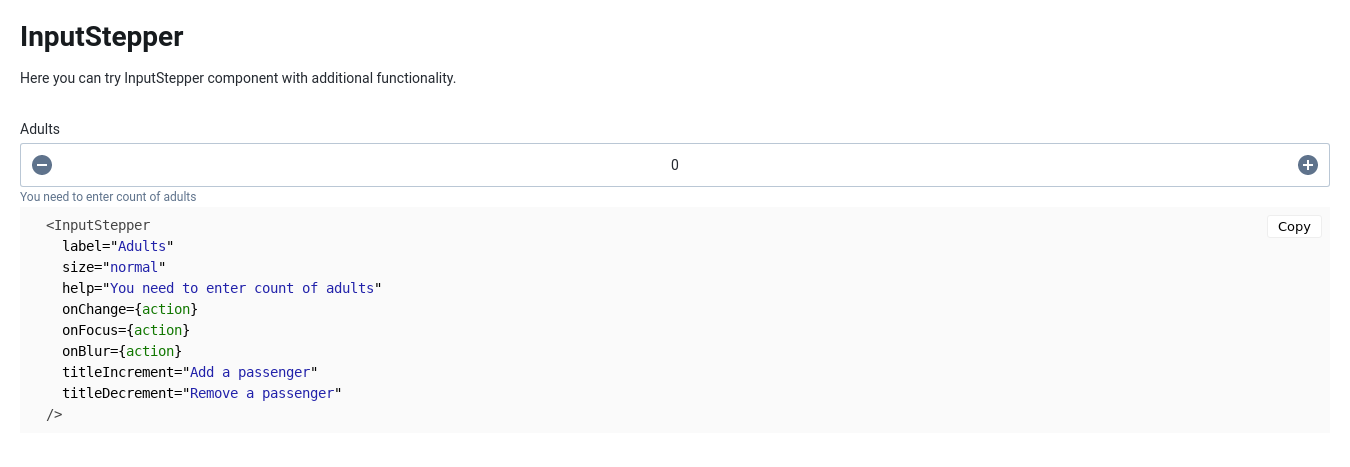 InputStepper
Here you can try InputStepper component with additional functionality.
Adults
0
You need to enter count of adults
Copy
<InputStepper
  label="Adults"
  size="normal"
  help="You need to enter count of adults"
  onChange={action}
  onFocus={action}
  onBlur={action}
  titleIncrement="Add a passenger"
  titleDecrement="Remove a passenger"
/>